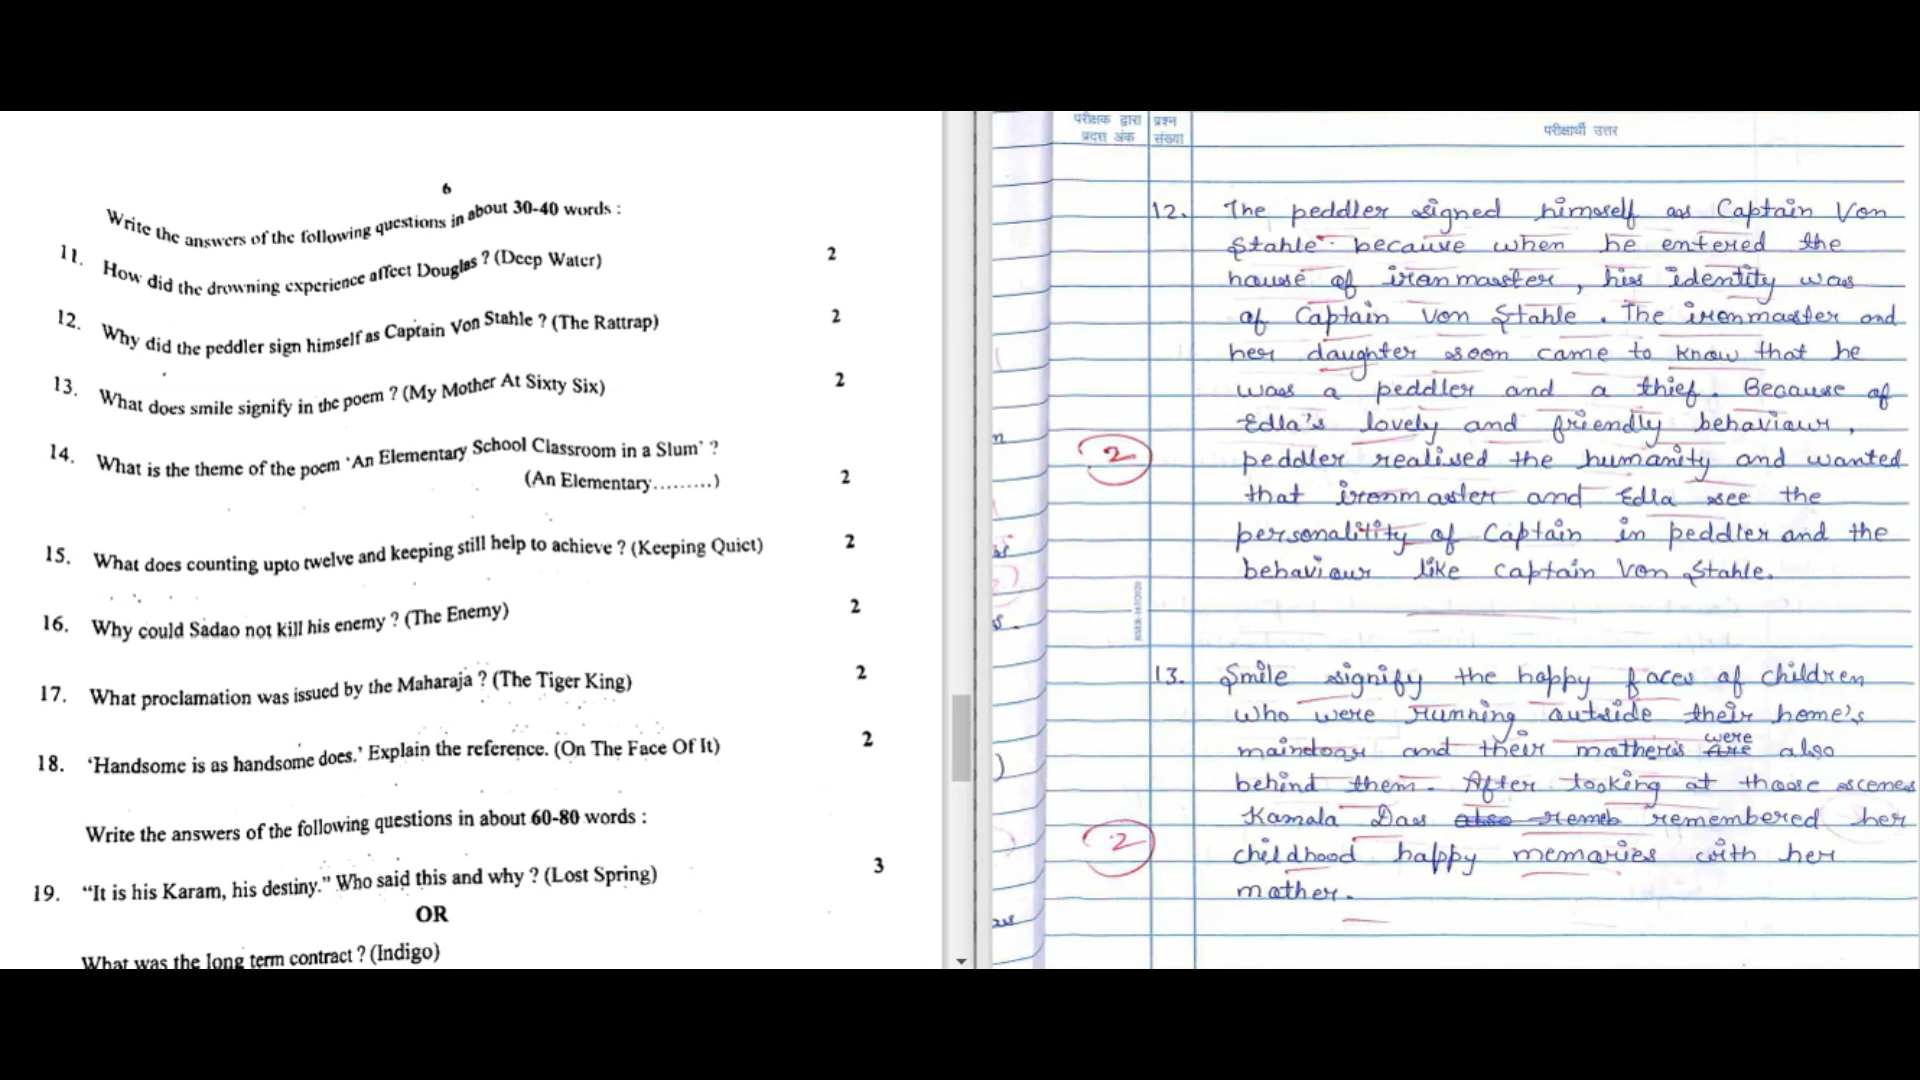 6
Write the answers of the following questions in about 30-40 words :
11. How did the drowning experience affect Douglas ? (Deep Water) 2
12. Why did the peddler sign himself as Captain Von Stahle ? (The Rattrap) 2
13. What does smile signify in the poem ? (My Mother At Sixty Six) 2
14. What is the theme of the poem 'An Elementary School Classroom in a Slum' ?
(An Elementary.........) 2
15. What does counting upto twelve and keeping still help to achieve ? (Keeping Quiet) 2
16. Why could Sadao not kill his enemy ? (The Enemy) 2
17. What proclamation was issued by the Maharaja ? (The Tiger King) 2
18. 'Handsome is as handsome does.' Explain the reference. (On The Face Of It) 2
Write the answers of the following questions in about 60-80 words :
19. "It is his Karam, his destiny." Who said this and why ? (Lost Spring) 3
OR
What was the long term contract ? (Indigo)
परीक्षक द्वारा प्रदत्त अंक
प्रश्न संख्या
परीक्षार्थी उत्तर
12. The peddler signed himself as Captain Von
Stahle because when he entered the
house of ironmaster, his identity was
of Captain Von Stahle. The ironmaster and
her daughter soon came to know that he
was a peddler and a thief. Because of
Edla's lovely and friendly behaviour,
2 peddler realised the humanity and wanted
that ironmaster and Edla see the
personalitity of Captain in peddler and the
behaviour like captain Von Stahle.
13. Smile signify the happy faces of children
who were running outside their home's
maindoor and their mother's were also
behind them. After looking at those scenes
Kamala Das remembered her
2 childhood happy memories with her
mother.